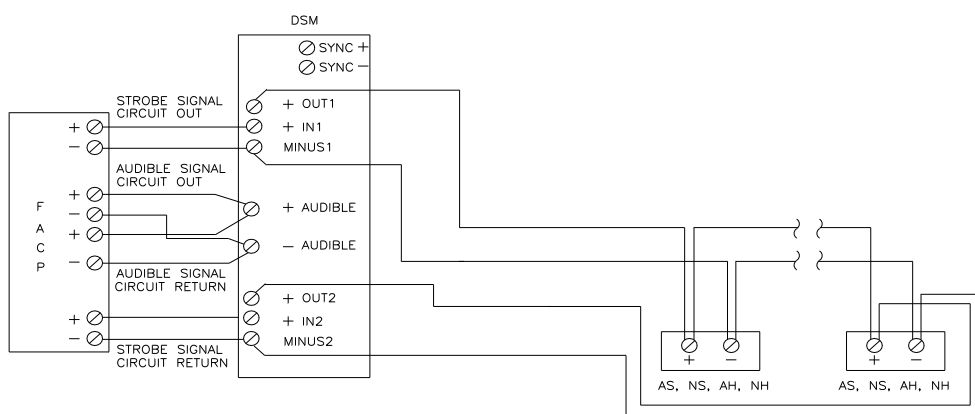 DSM
SYNC +
SYNC −
STROBE SIGNAL
CIRCUIT OUT
+ OUT1
+ IN1
MINUS1
+
−
AUDIBLE SIGNAL
CIRCUIT OUT
+
−
+
−
F
A
C
P
+ AUDIBLE
− AUDIBLE
AUDIBLE SIGNAL
CIRCUIT RETURN
+ OUT2
+ IN2
MINUS2
+
−
STROBE SIGNAL
CIRCUIT RETURN
+ −
AS, NS, AH, NH
+ −
AS, NS, AH, NH